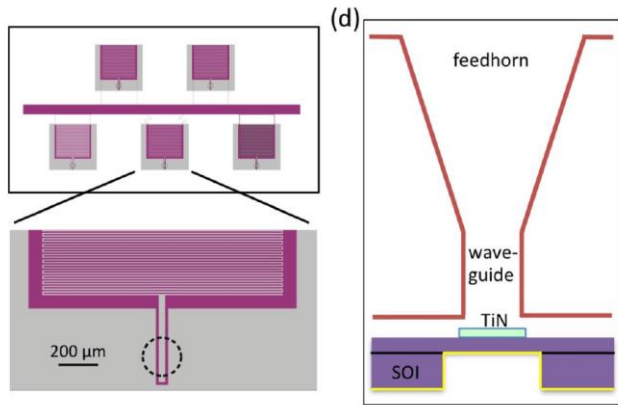 (d)
feedhorn
wave-
guide
TiN
SOI
200 μm